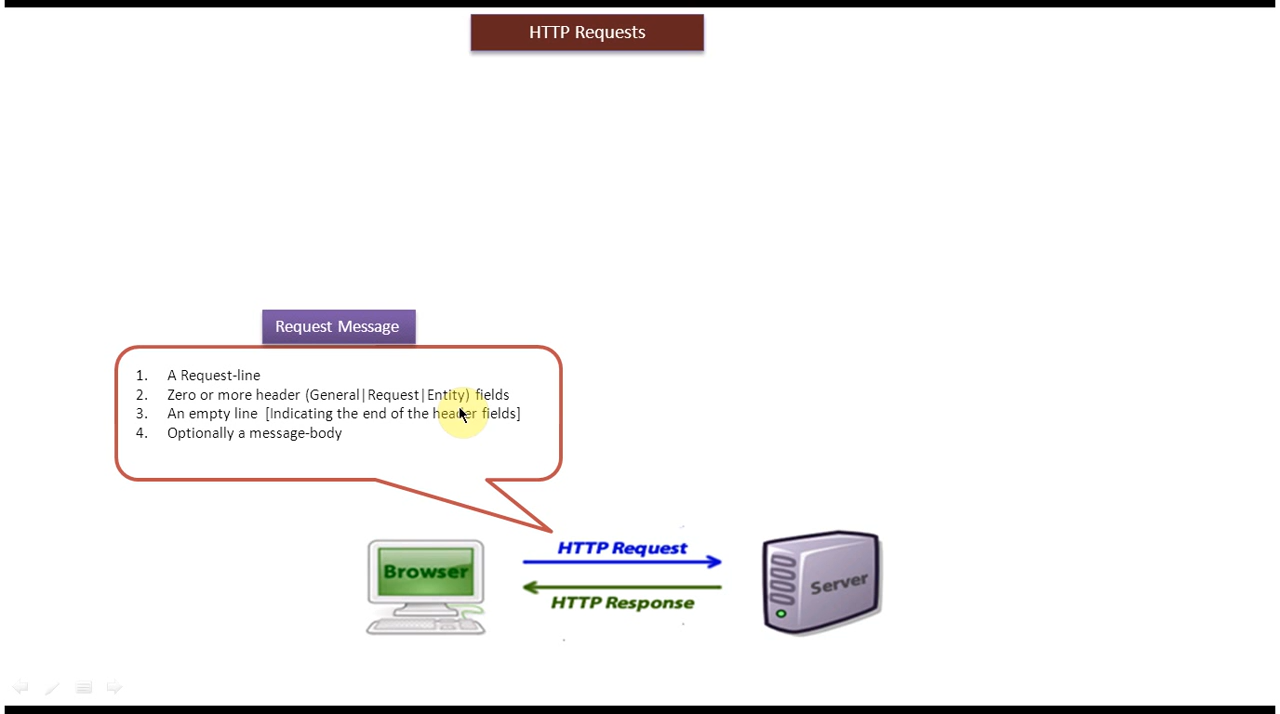 HTTP Requests
Request Message
1. A Request-line
2. Zero or more header (General|Request|Entity) fields
3. An empty line [Indicating the end of the header fields]
4. Optionally a message-body
HTTP Request
Browser
Server
HTTP Response